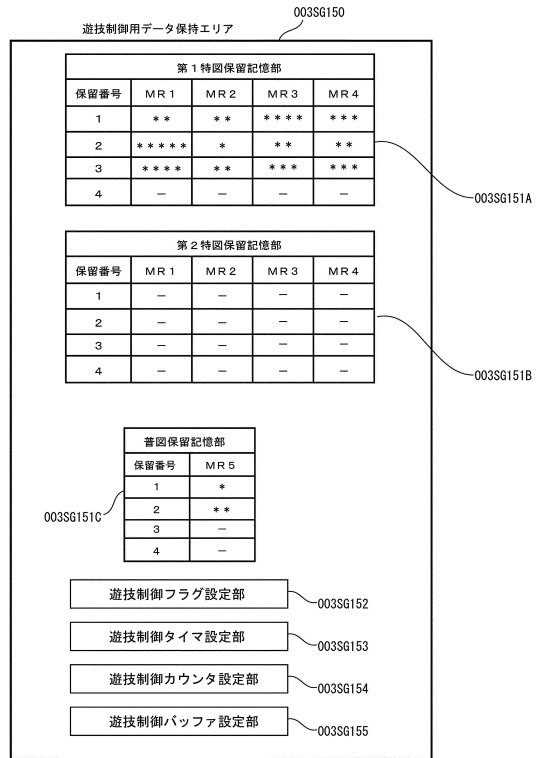 003SG150
遊技制御用データ保持エリア
第1特図保留記憶部
保留番号 MR1 MR2 MR3 MR4
1 ** ** **** ***
2 ***** * ** **
3 **** ** *** ***
4 － － － －
003SG151A
第2特図保留記憶部
保留番号 MR1 MR2 MR3 MR4
1 － － － －
2 － － － －
3 － － － －
4 － － － －
003SG151B
普図保留記憶部
保留番号 MR5
1 *
2 **
3 －
4 －
003SG151C
遊技制御フラグ設定部 003SG152
遊技制御タイマ設定部 003SG153
遊技制御カウンタ設定部 003SG154
遊技制御バッファ設定部 003SG155